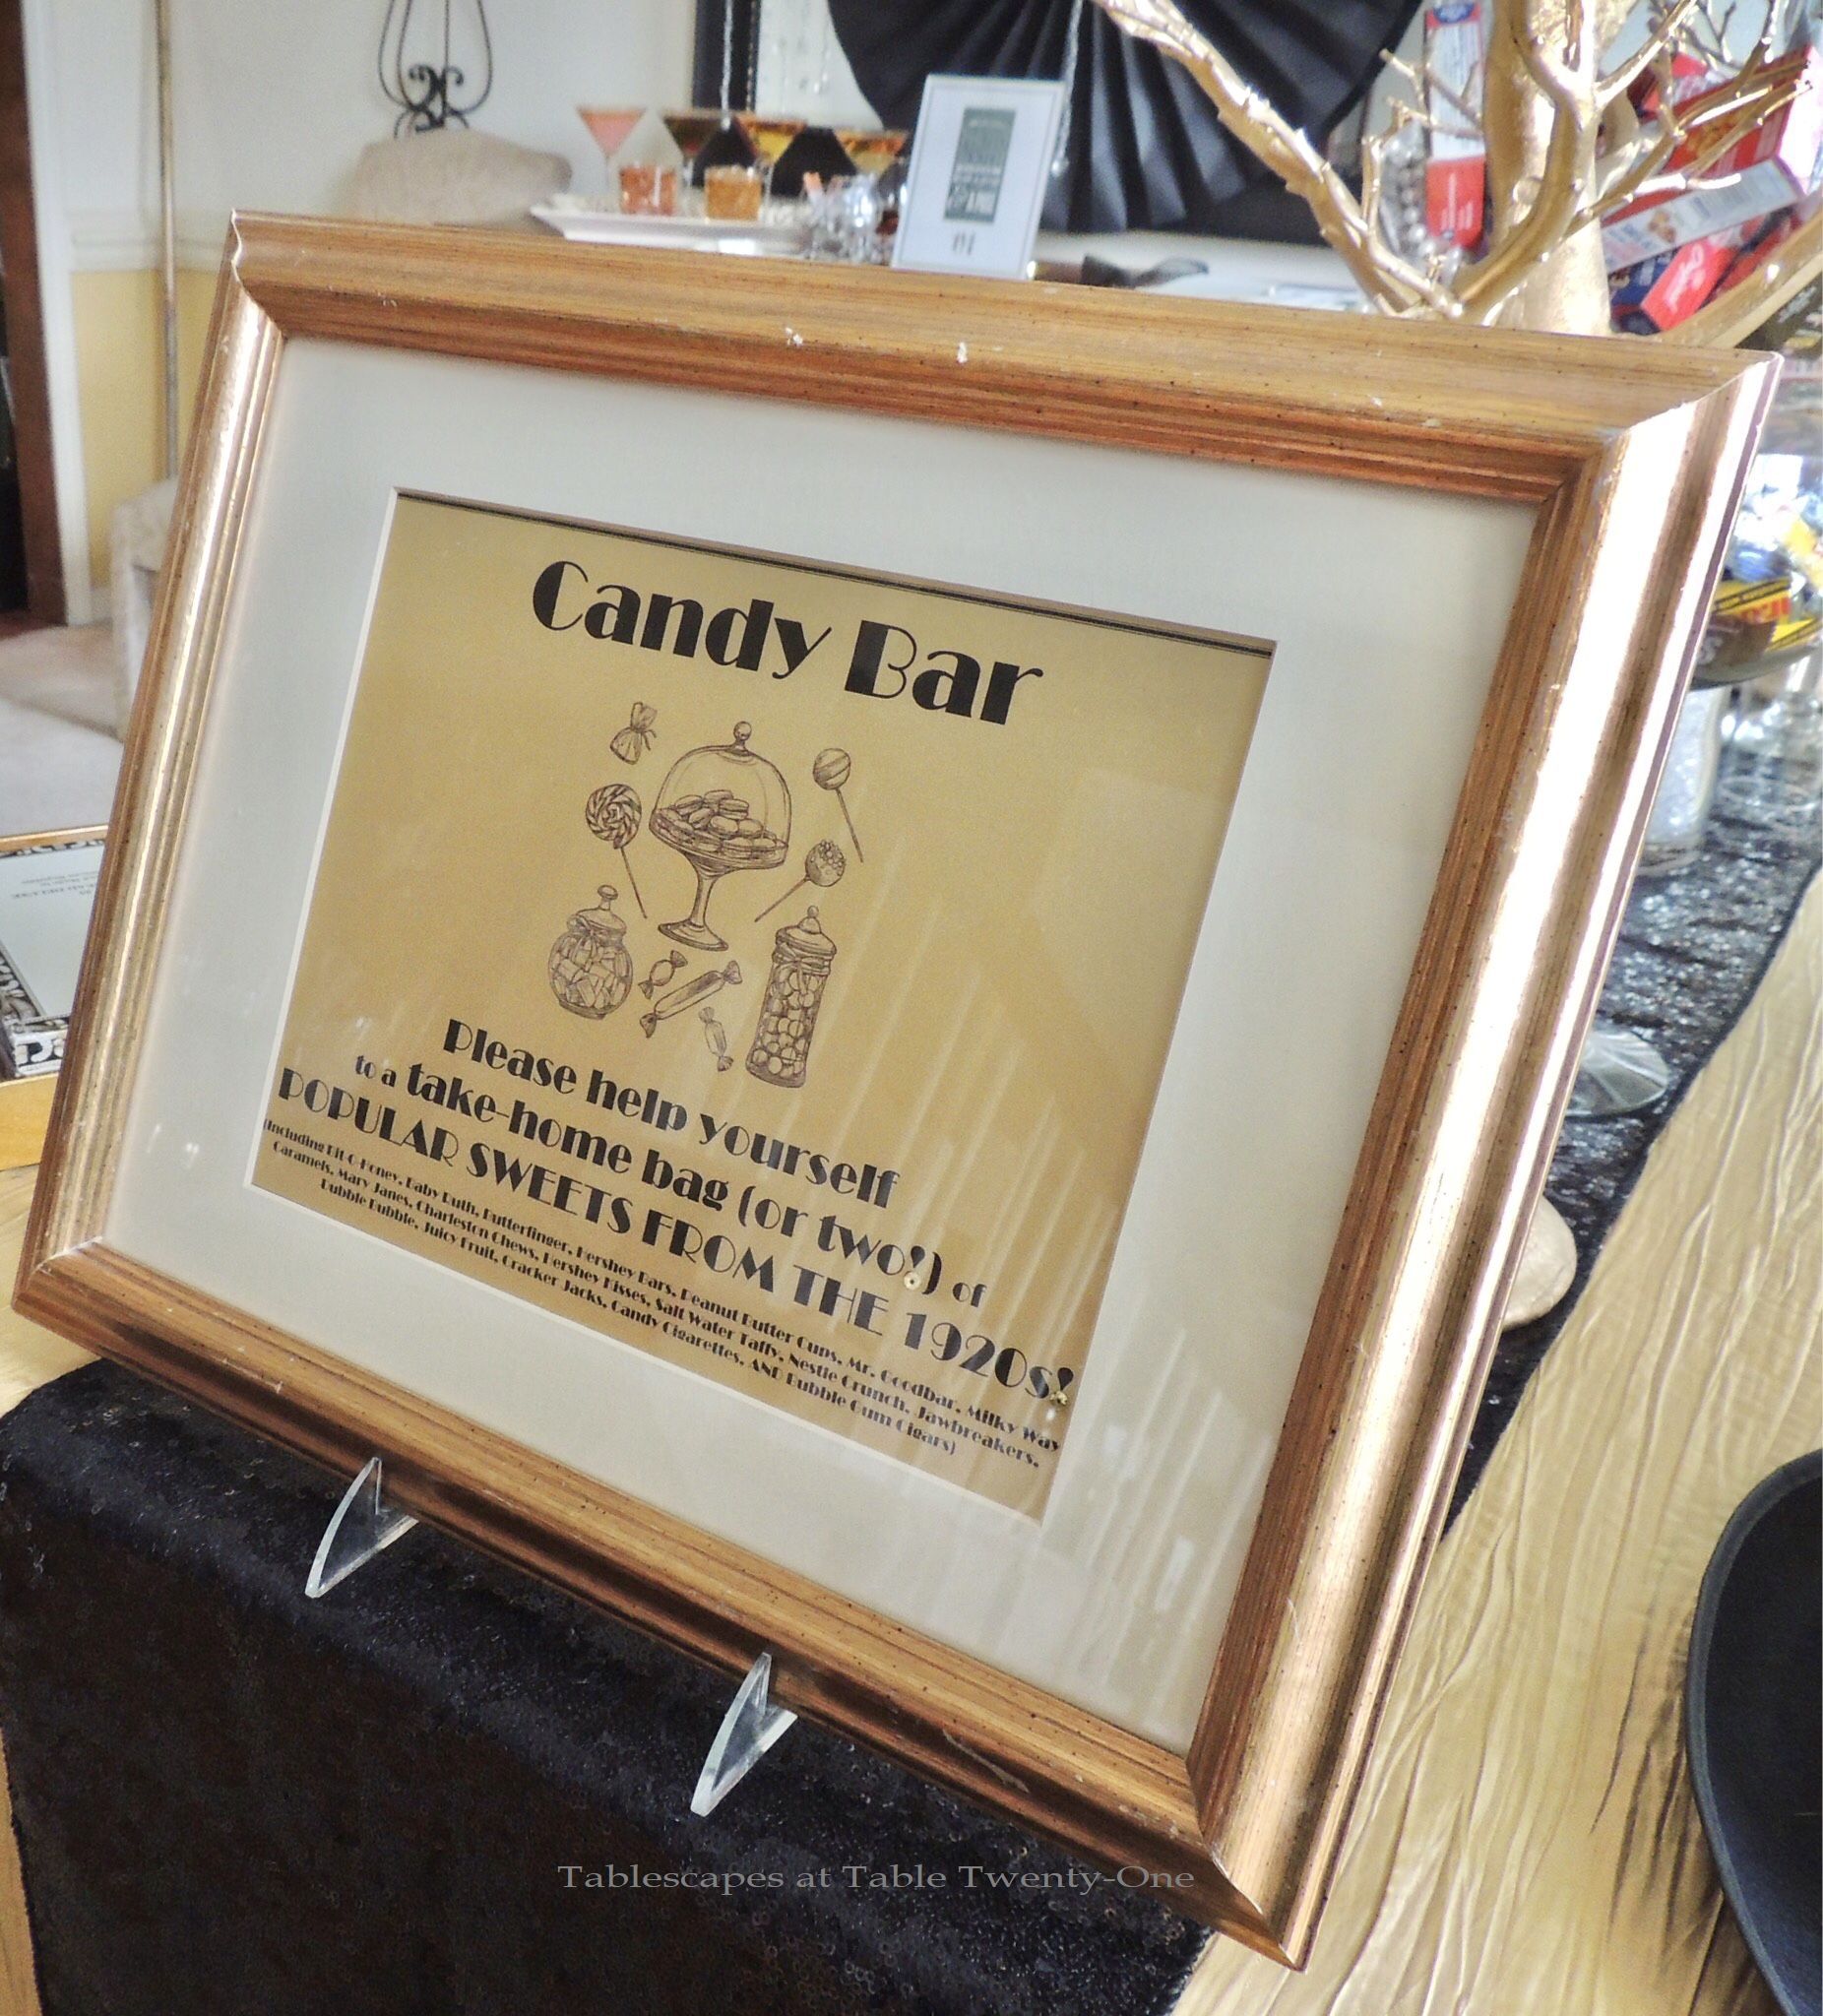 Candy Bar
Please help yourself
to a take-home bag (or two!) of
POPULAR SWEETS FROM THE 1920s!
(Including Bit-O-Honey, Baby Ruth, Butterfinger, Hershey Bars, Peanut Butter Cups, Mr. Goodbar, Milky Way
Caramels, Mary Janes, Charleston Chews, Hershey Kisses, Salt Water Taffy, Nestle Crunch, Jawbreakers,
Bubble Bubble, Juicy Fruit, Cracker Jacks, Candy Cigarettes, AND Bubble Gum Cigars)
Tablescapes at Table Twenty-One